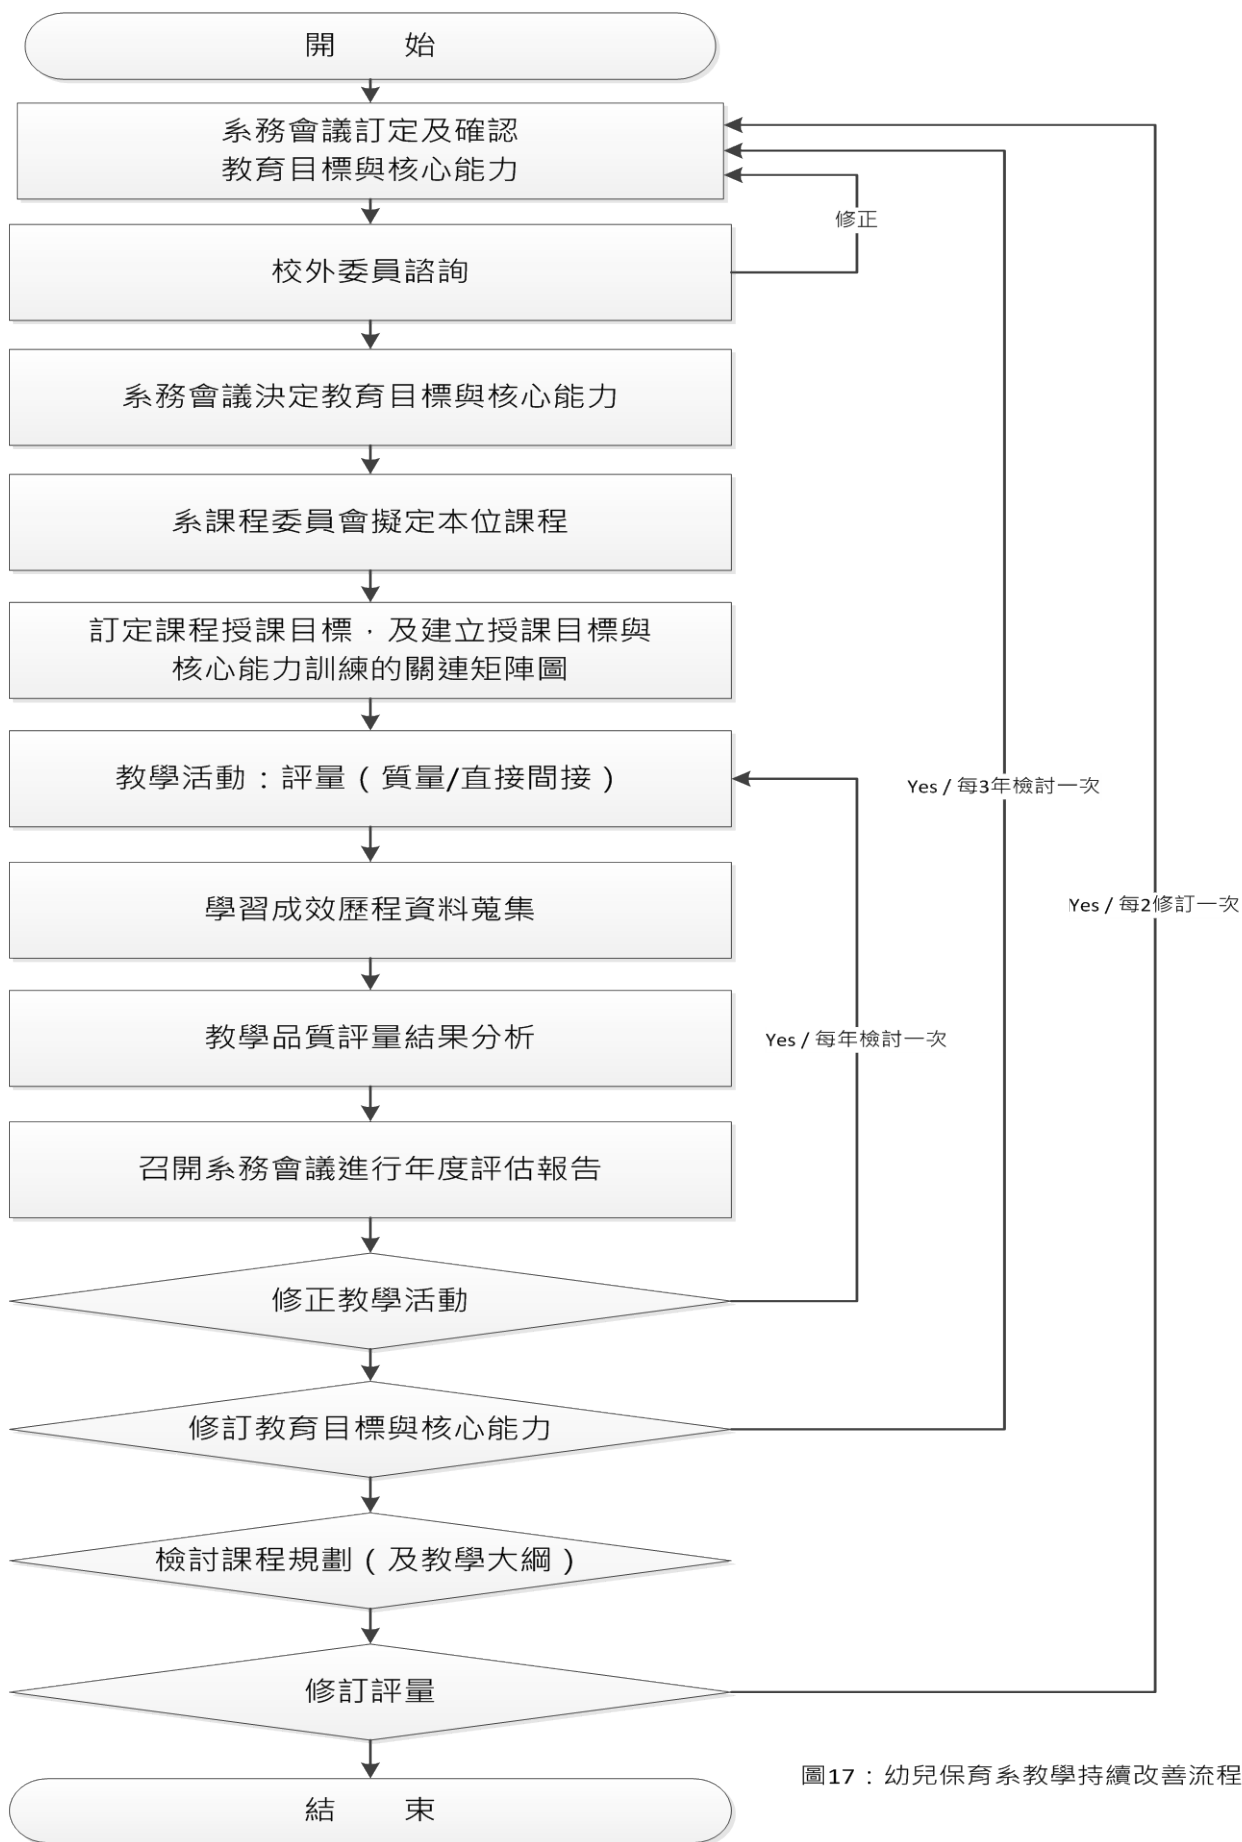 開 始
系務會議訂定及確認
教育目標與核心能力
修正
校外委員諮詢
系務會議決定教育目標與核心能力
系課程委員會擬定本位課程
訂定課程授課目標，及建立授課目標與
核心能力訓練的關連矩陣圖
教學活動：評量（質量/直接間接）
Yes / 每3年檢討一次
學習成效歷程資料蒐集
Yes / 每2修訂一次
教學品質評量結果分析
Yes / 每年檢討一次
召開系務會議進行年度評估報告
修正教學活動
修訂教育目標與核心能力
檢討課程規劃（及教學大綱）
修訂評量
圖17：幼兒保育系教學持續改善流程
結 束